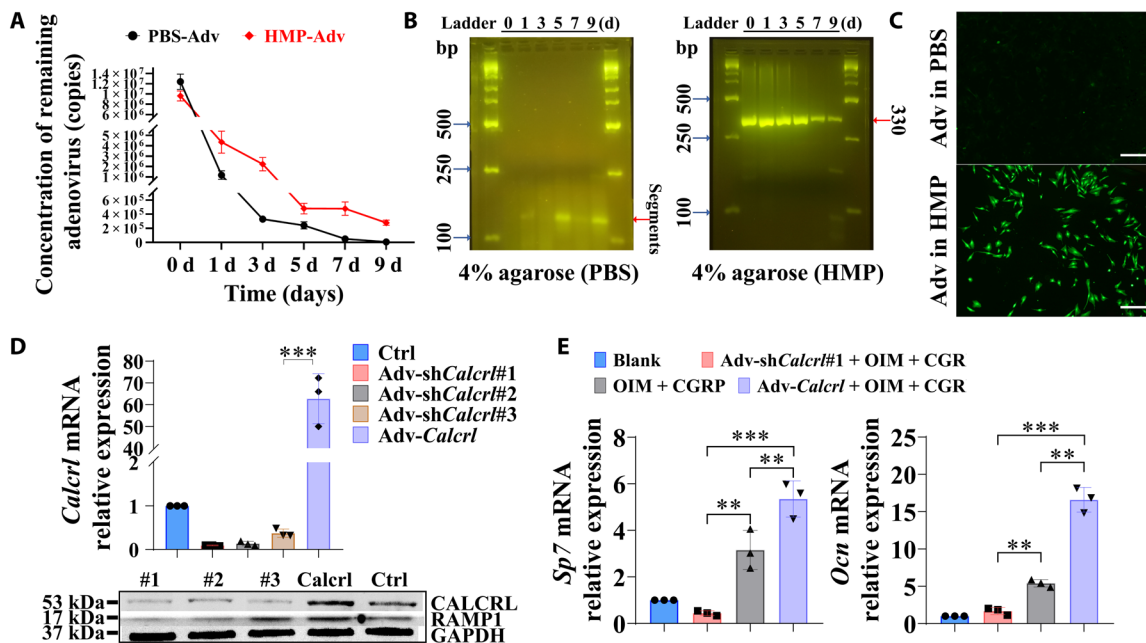 A
PBS-Adv
HMP-Adv
Concentration of remaining
adenovirus (copies)
1.4 × 10⁷
1.2 × 10⁷
1 × 10⁷
8 × 10⁶
6 × 10⁶
5 × 10⁶
4 × 10⁶
3 × 10⁶
2 × 10⁶
1 × 10⁶
6 × 10⁵
4 × 10⁵
2 × 10⁵
0
0 d 1 d 3 d 5 d 7 d 9 d
Time (days)
B
Ladder 0 1 3 5 7 9 (d)
bp
500
250
100
Segments
4% agarose (PBS)
Ladder 0 1 3 5 7 9 (d)
bp
500
250
100
330
4% agarose (HMP)
C
Adv in PBS
Adv in HMP
D
Calcrl mRNA
relative expression
80
70
60
50
40
2
1
0
***
Ctrl
Adv-shCalcrl#1
Adv-shCalcrl#2
Adv-shCalcrl#3
Adv-Calcrl
#1 #2 #3 Calcrl Ctrl
53 kDa CALCRL
17 kDa RAMP1
37 kDa GAPDH
E
Blank
Adv-shCalcrl#1 + OIM + CGR
OIM + CGRP
Adv-Calcrl + OIM + CGR
Sp7 mRNA
relative expression
8
6
4
2
0
***
**
**
Ocn mRNA
relative expression
25
20
15
10
5
0
***
**
**